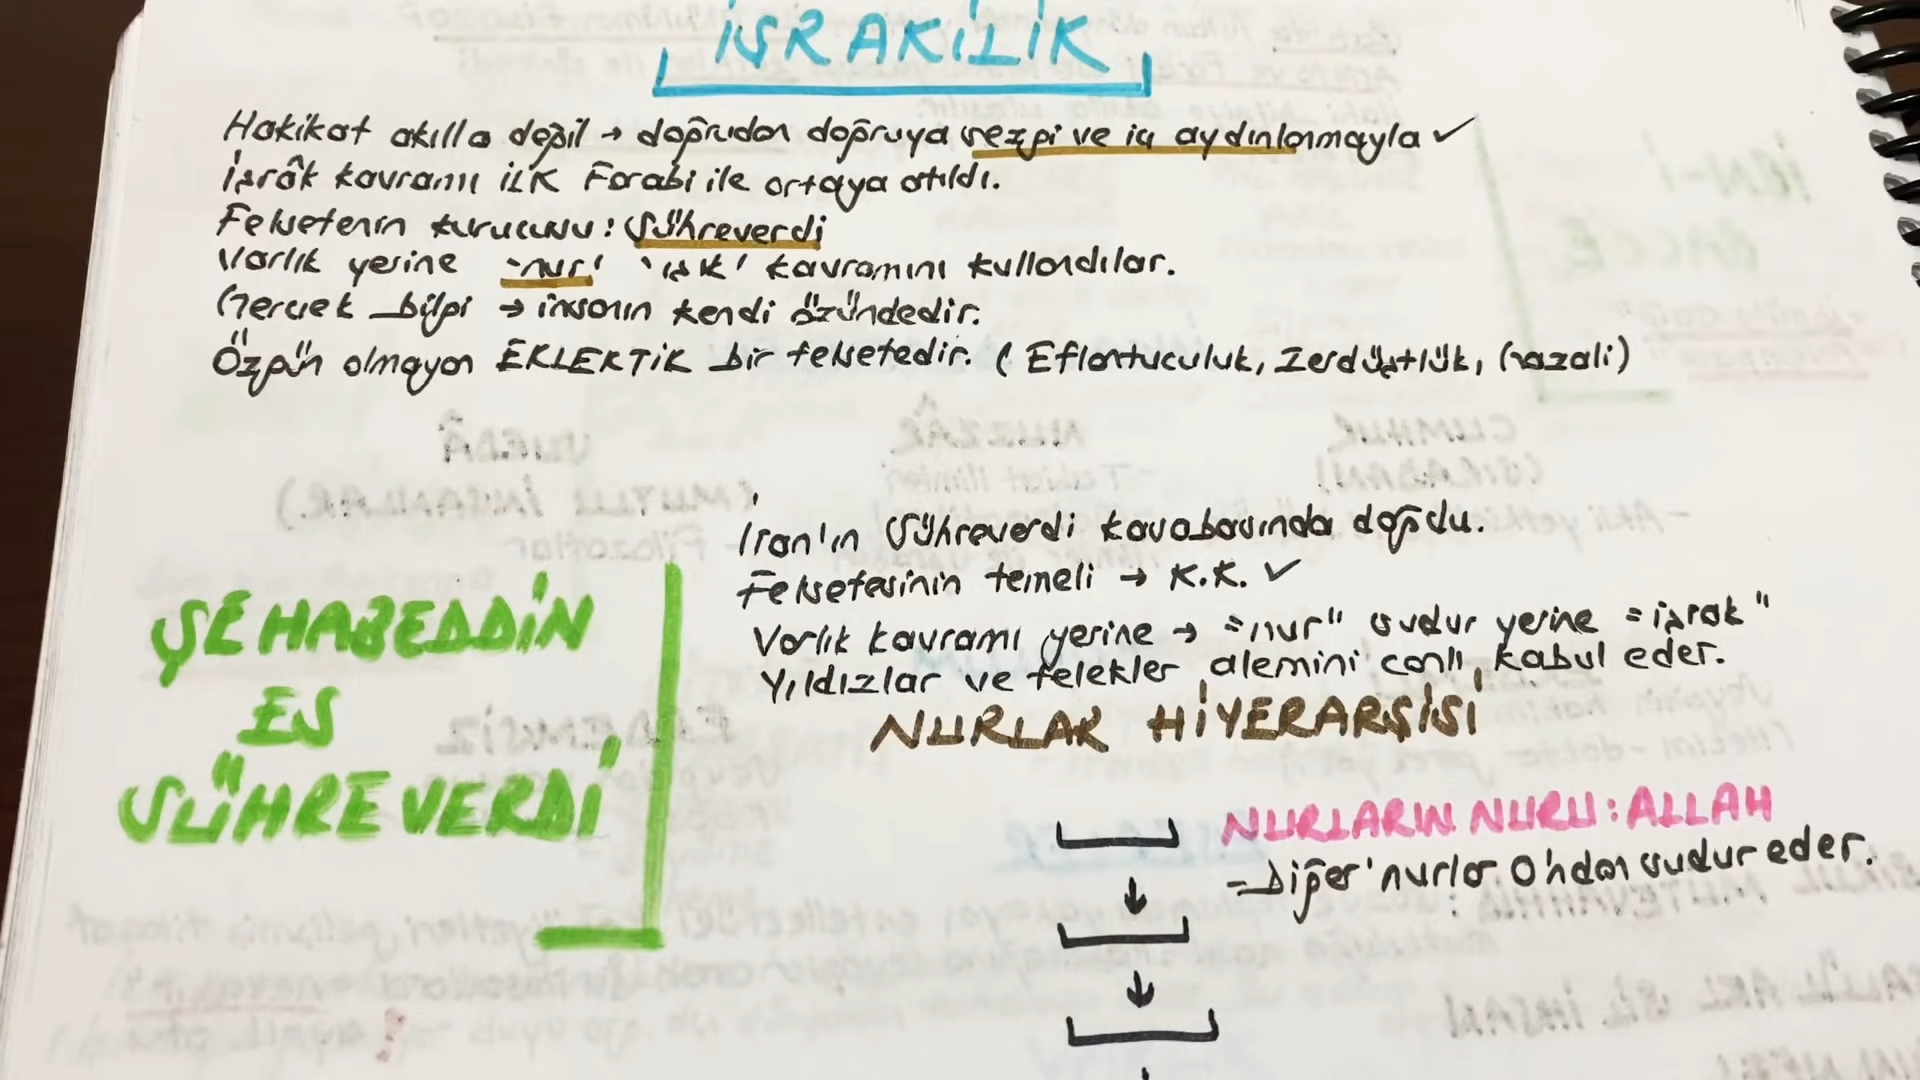 İŞRAKİLİK
Hakikat akılla değil → doğrudan doğruya sezgi ve iç aydınlanmayla ✓
İşrâk kavramı İLK Farabi ile ortaya atıldı.
Felsefenin kurucusu: Sühreverdi
Varlık yerine "nur" "ışık" kavramını kullandılar.
Gerçek bilgi → insanın kendi özündedir.
Özgün olmayan EKLEKTİK bir felsefedir. (Eflatuculuk, Zerdüştlük, Gazali)
İran'ın Sühreverdi kasabasında doğdu.
Felsefesinin temeli → K.K. ✓
Varlık kavramı yerine → "nur" sudur yerine "işrak"
Yıldızlar ve felekler alemini canlı kabul eder.
ŞEHABEDDİN
ES
SÜHREVERDİ
NURLAR HİYERARŞİSİ
NURLARIN NURU: ALLAH
- Diğer nurlar O'ndan sudur eder.